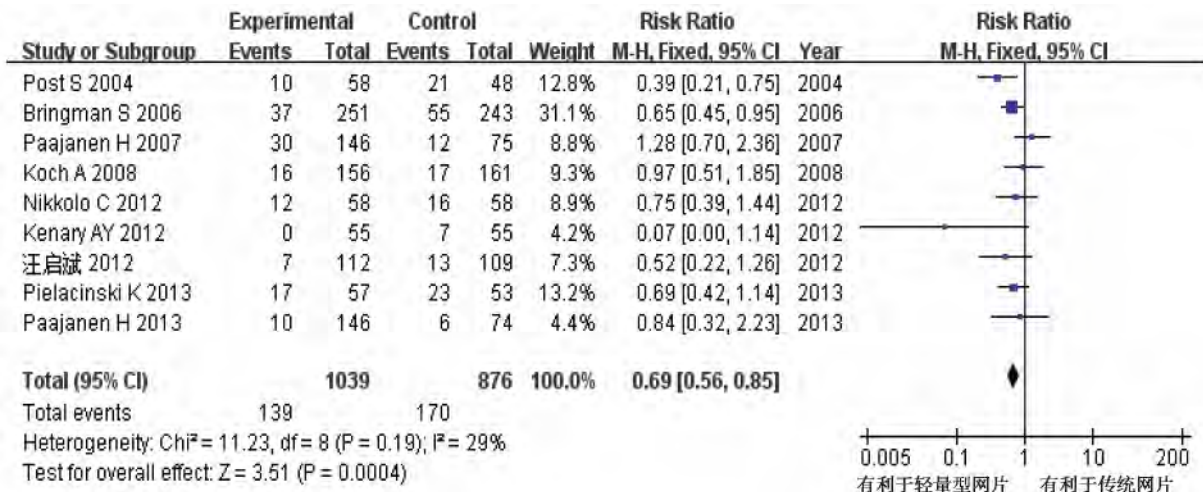 Experimental Control Risk Ratio Risk Ratio
Study or Subgroup Events Total Events Total Weight M-H, Fixed, 95% CI Year M-H, Fixed, 95% CI
Post S 2004 10 58 21 48 12.8% 0.39 [0.21, 0.75] 2004
Bringman S 2006 37 251 55 243 31.1% 0.65 [0.45, 0.95] 2006
Paajanen H 2007 30 146 12 75 8.8% 1.28 [0.70, 2.36] 2007
Koch A 2008 16 156 17 161 9.3% 0.97 [0.51, 1.85] 2008
Nikkolo C 2012 12 58 16 58 8.9% 0.75 [0.39, 1.44] 2012
Kenary AY 2012 0 55 7 55 4.2% 0.07 [0.00, 1.14] 2012
汪启斌 2012 7 112 13 109 7.3% 0.52 [0.22, 1.26] 2012
Pielacinski K 2013 17 57 23 53 13.2% 0.69 [0.42, 1.14] 2013
Paajanen H 2013 10 146 6 74 4.4% 0.84 [0.32, 2.23] 2013
Total (95% CI) 1039 876 100.0% 0.69 [0.56, 0.85]
Total events 139 170
Heterogeneity: Chi² = 11.23, df = 8 (P = 0.19); I² = 29%
Test for overall effect: Z = 3.51 (P = 0.0004)
0.005 0.1 1 10 200
有利于轻量型网片 有利于传统网片